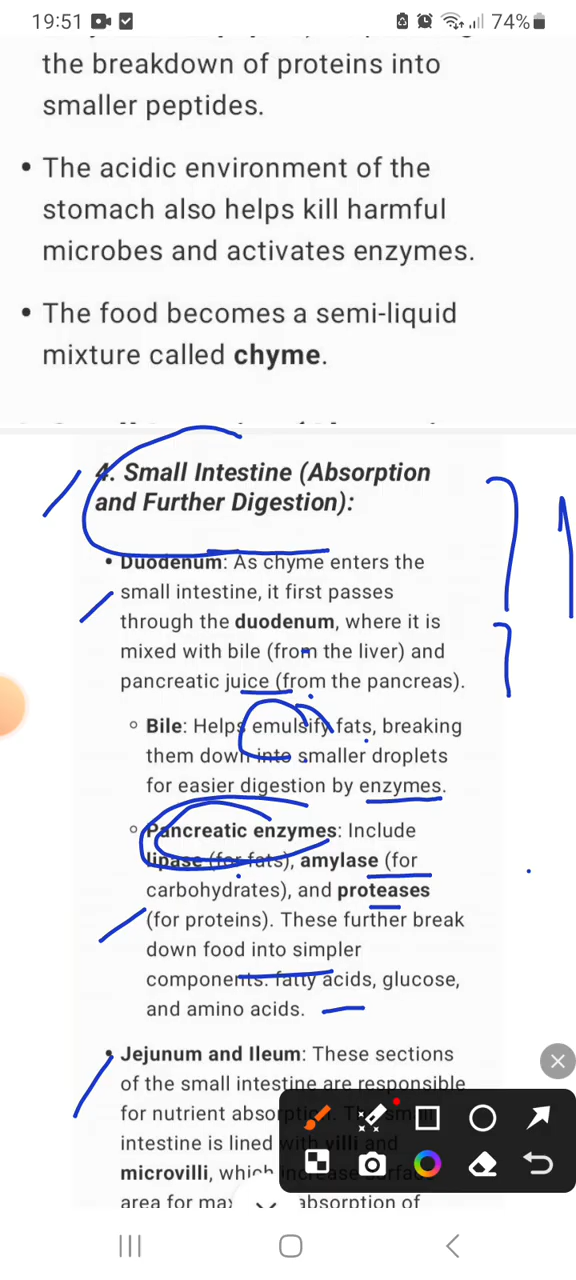 19:51
74%
the breakdown of proteins into
smaller peptides.
• The acidic environment of the
stomach also helps kill harmful
microbes and activates enzymes.
• The food becomes a semi-liquid
mixture called chyme.
4. Small Intestine (Absorption
and Further Digestion):
• Duodenum: As chyme enters the
small intestine, it first passes
through the duodenum, where it is
mixed with bile (from the liver) and
pancreatic juice (from the pancreas).
Bile: Helps emulsify fats, breaking
them down into smaller droplets
for easier digestion by enzymes.
Pancreatic enzymes: Include
lipase (for fats), amylase (for
carbohydrates), and proteases
(for proteins). These further break
down food into simpler
components: fatty acids, glucose,
and amino acids.
• Jejunum and Ileum: These sections
of the small intestine are responsible
for nutrient absorption. The small
intestine is lined with villi and
microvilli, which increase surface
area for absorption of